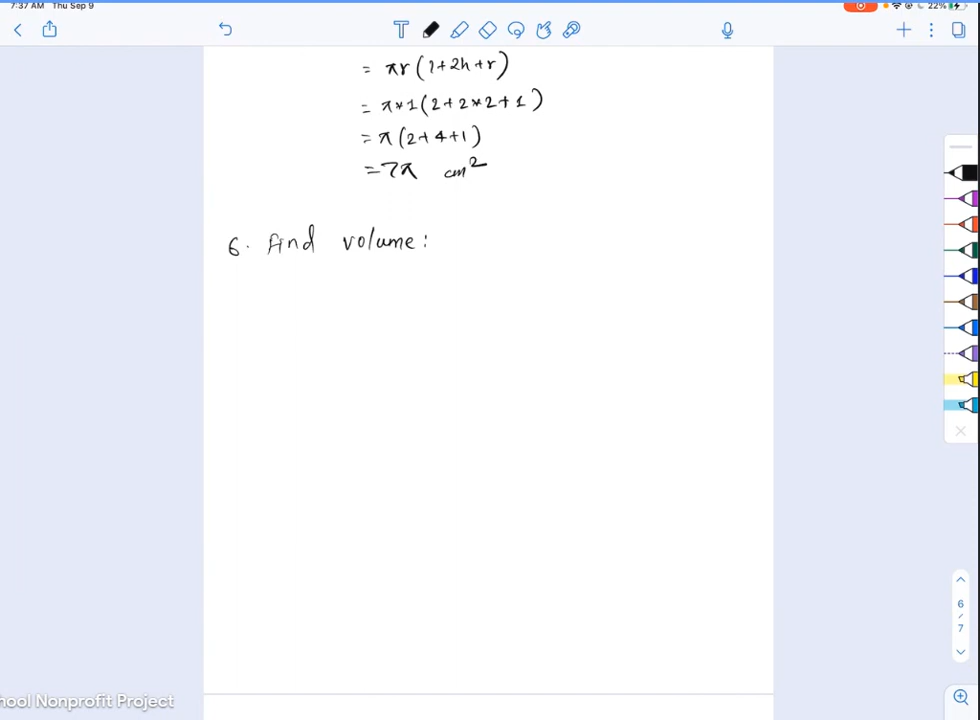 7:37 AM Thu Sep 9
22%
= πr(l+2h+r)
= π*1(2+2*2+1)
= π(2+4+1)
=7π cm²
6. Find volume:
6
7
hool Nonprofit Project